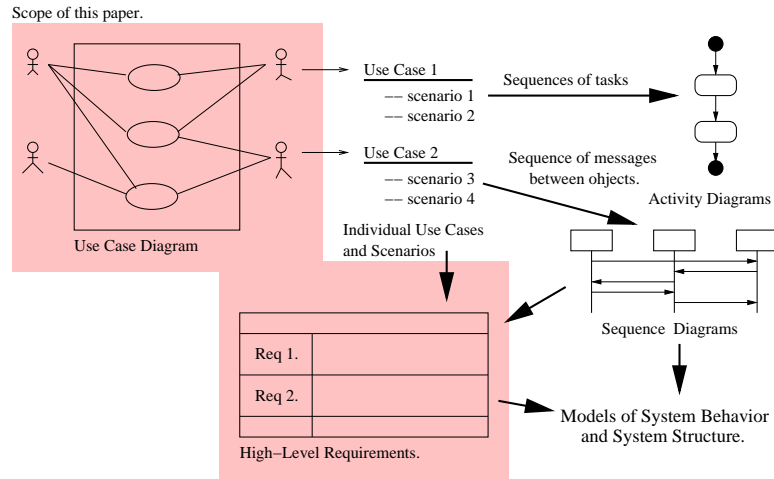 Scope of this paper.
Use Case 1
−− scenario 1
−− scenario 2
Sequences of tasks
Use Case 2
−− scenario 3
−− scenario 4
Sequence of messages
between objects.
Activity Diagrams
Use Case Diagram
Individual Use Cases
and Scenarios
Sequence Diagrams
Req 1.
Req 2.
High−Level Requirements.
Models of System Behavior
and System Structure.